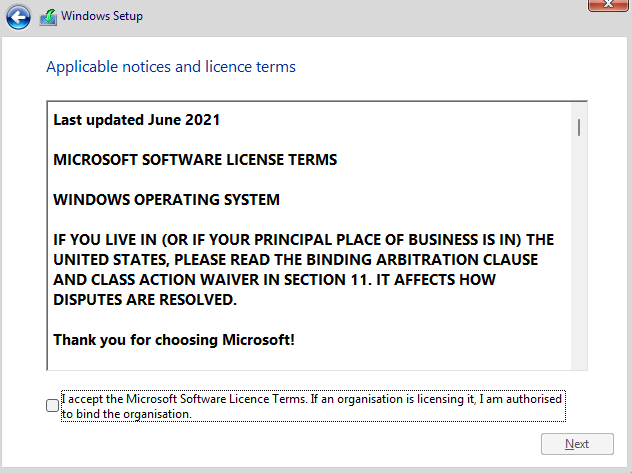 Windows Setup
Applicable notices and licence terms
Last updated June 2021
MICROSOFT SOFTWARE LICENSE TERMS
WINDOWS OPERATING SYSTEM
IF YOU LIVE IN (OR IF YOUR PRINCIPAL PLACE OF BUSINESS IS IN) THE
UNITED STATES, PLEASE READ THE BINDING ARBITRATION CLAUSE
AND CLASS ACTION WAIVER IN SECTION 11. IT AFFECTS HOW
DISPUTES ARE RESOLVED.
Thank you for choosing Microsoft!
I accept the Microsoft Software Licence Terms. If an organisation is licensing it, I am authorised
to bind the organisation.
Next